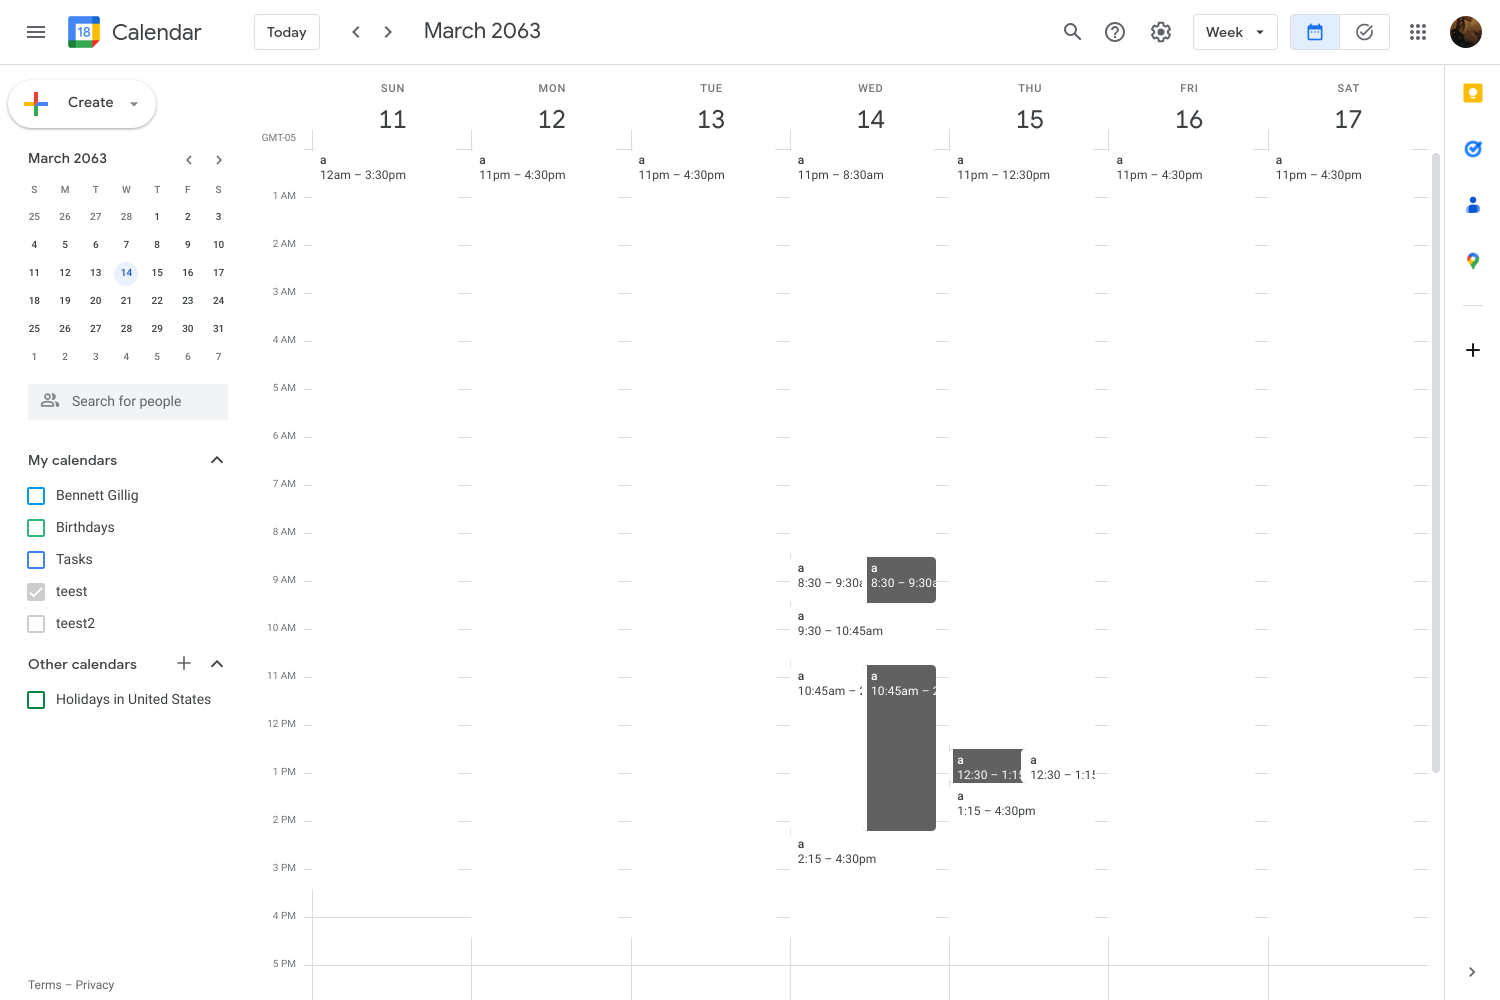 18 Calendar
Today
March 2063
Week
Create
March 2063
S M T W T F S
25 26 27 28 1 2 3
4 5 6 7 8 9 10
11 12 13 14 15 16 17
18 19 20 21 22 23 24
25 26 27 28 29 30 31
1 2 3 4 5 6 7
Search for people
My calendars
Bennett Gillig
Birthdays
Tasks
teest
teest2
Other calendars
Holidays in United States
Terms – Privacy
SUN MON TUE WED THU FRI SAT
11 12 13 14 15 16 17
GMT-05
a a a a a a a
12am – 3:30pm 11pm – 4:30pm 11pm – 4:30pm 11pm – 8:30am 11pm – 12:30pm 11pm – 4:30pm 11pm – 4:30pm
1 AM
2 AM
3 AM
4 AM
5 AM
6 AM
7 AM
8 AM
a a
9 AM 8:30 – 9:30a 8:30 – 9:30a
a
10 AM 9:30 – 10:45am
11 AM a a
10:45am – 2 10:45am – 2
12 PM
a a
1 PM 12:30 – 1:15 12:30 – 1:15
a
1:15 – 4:30pm
2 PM
a
2:15 – 4:30pm
3 PM
4 PM
5 PM